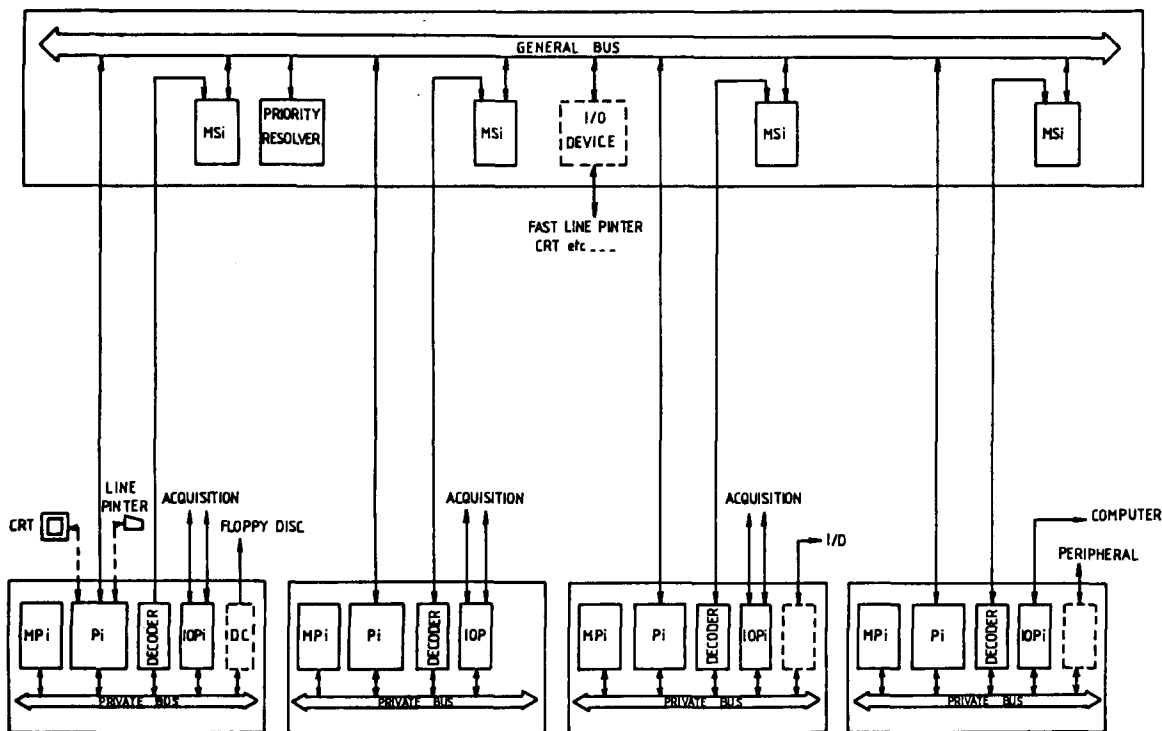 GENERAL BUS
MSi
PRIORITY
RESOLVER
MSi
I/O
DEVICE
MSi
MSi
FAST LINE PINTER
CRT etc ---
LINE
PINTER
ACQUISITION
CRT
FLOPPY DISC
ACQUISITION
ACQUISITION
I/D
COMPUTER
PERIPHERAL
MPi
Pi
DECODER
IOPi
DC
PRIVATE BUS
MPi
Pi
DECODER
IOP
PRIVATE BUS
MPi
Pi
DECODER
IOPi
PRIVATE BUS
MPi
Pi
DECODER
IOPi
PRIVATE BUS